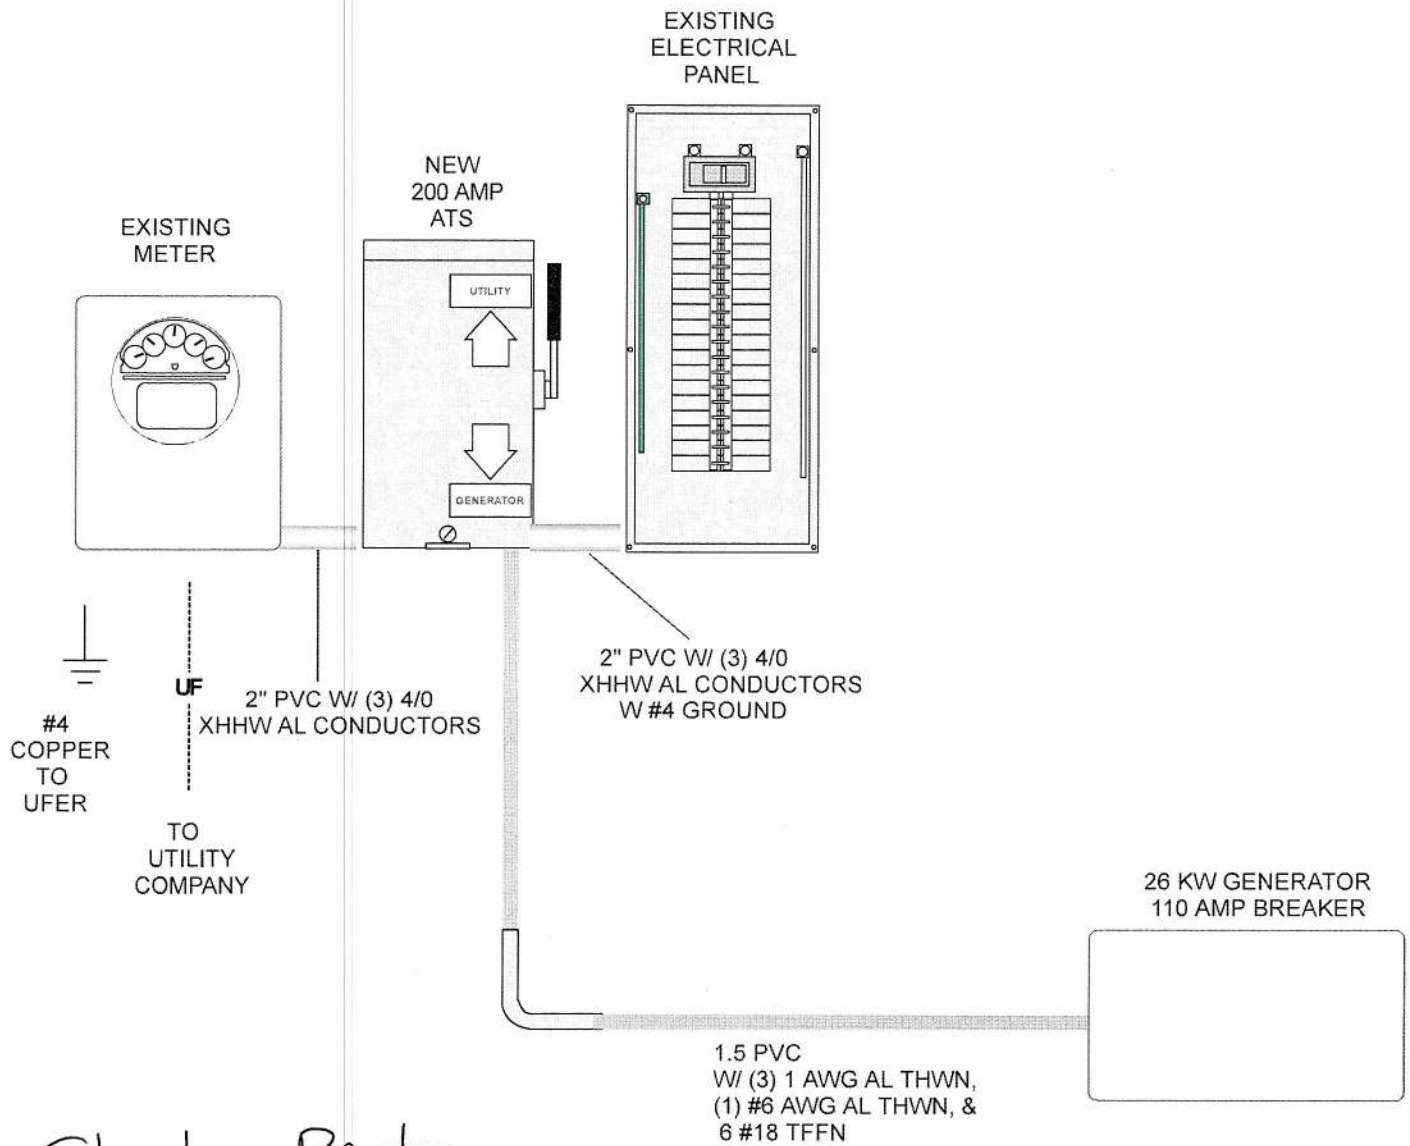 EXISTING
ELECTRICAL
PANEL
NEW
200 AMP
ATS
EXISTING
METER
UTILITY
GENERATOR
2" PVC W/ (3) 4/0
XHHW AL CONDUCTORS
W #4 GROUND
UF
2" PVC W/ (3) 4/0
XHHW AL CONDUCTORS
#4
COPPER
TO
UFER
TO
UTILITY
COMPANY
26 KW GENERATOR
110 AMP BREAKER
1.5 PVC
W/ (3) 1 AWG AL THWN,
(1) #6 AWG AL THWN, &
6 #18 TFFN